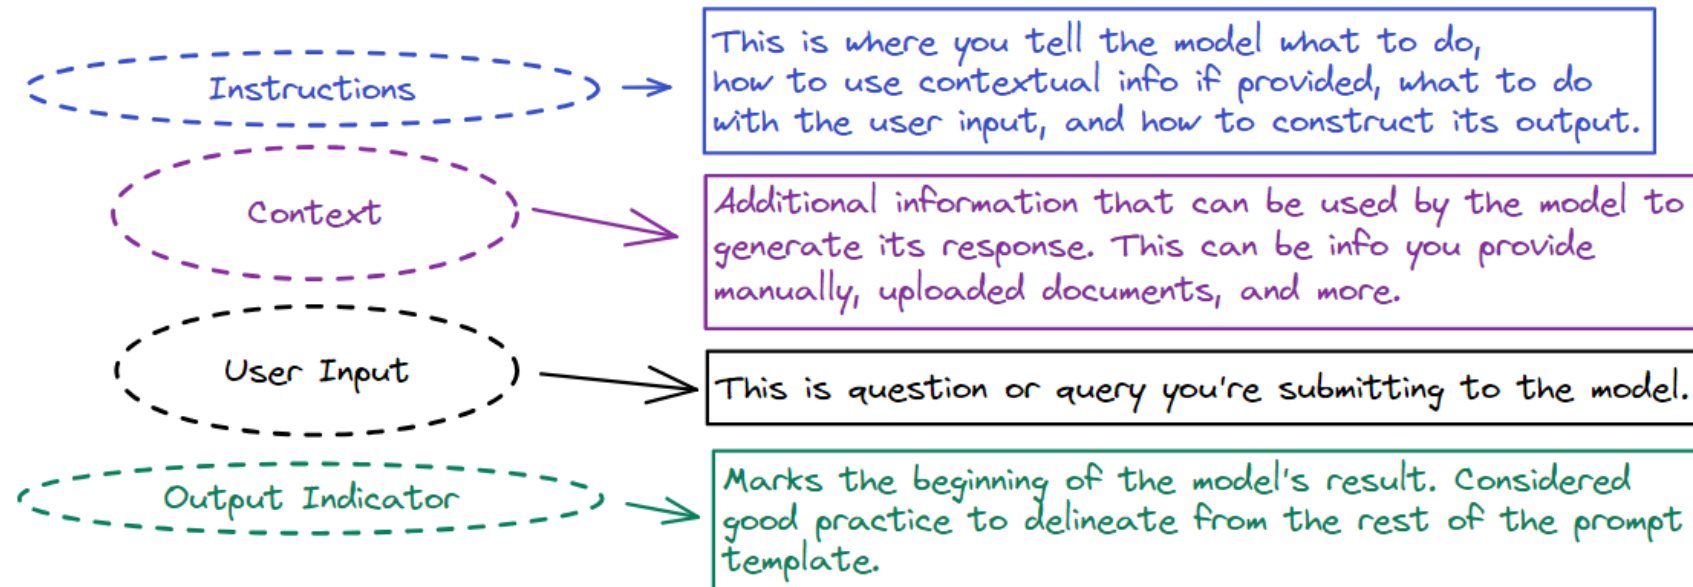 Instructions
This is where you tell the model what to do,
how to use contextual info if provided, what to do
with the user input, and how to construct its output.
Context
Additional information that can be used by the model to
generate its response. This can be info you provide
manually, uploaded documents, and more.
User Input
This is question or query you're submitting to the model.
Output Indicator
Marks the beginning of the model's result. Considered
good practice to delineate from the rest of the prompt
template.